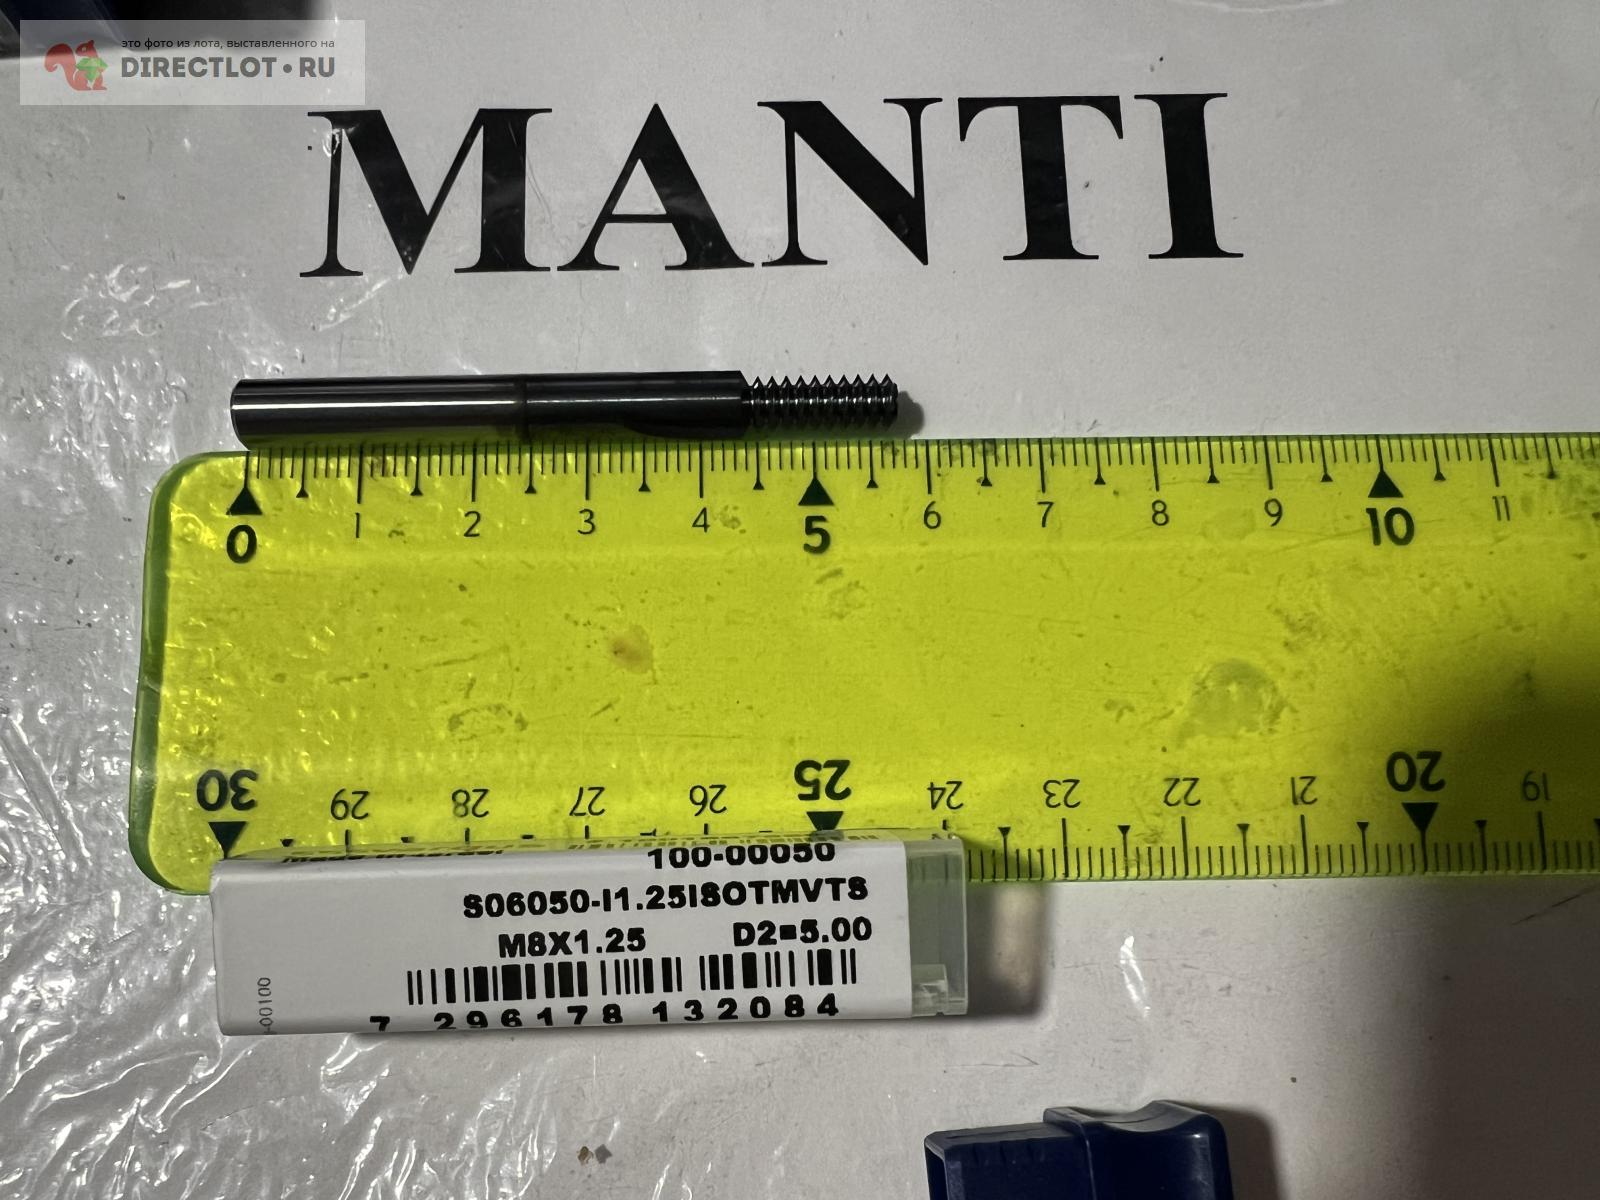 это фото из лота, выставленного на
DIRECTLOT•RU
MANTI
0 1 2 3 4 5 6 7 8 9 10 11
30 29 28 27 26 25 24 23 22 21 20 19
100-00050
S06050-I1.25ISOTMVTS
M8X1.25 D2=5.00
7 296178 132084
-00100